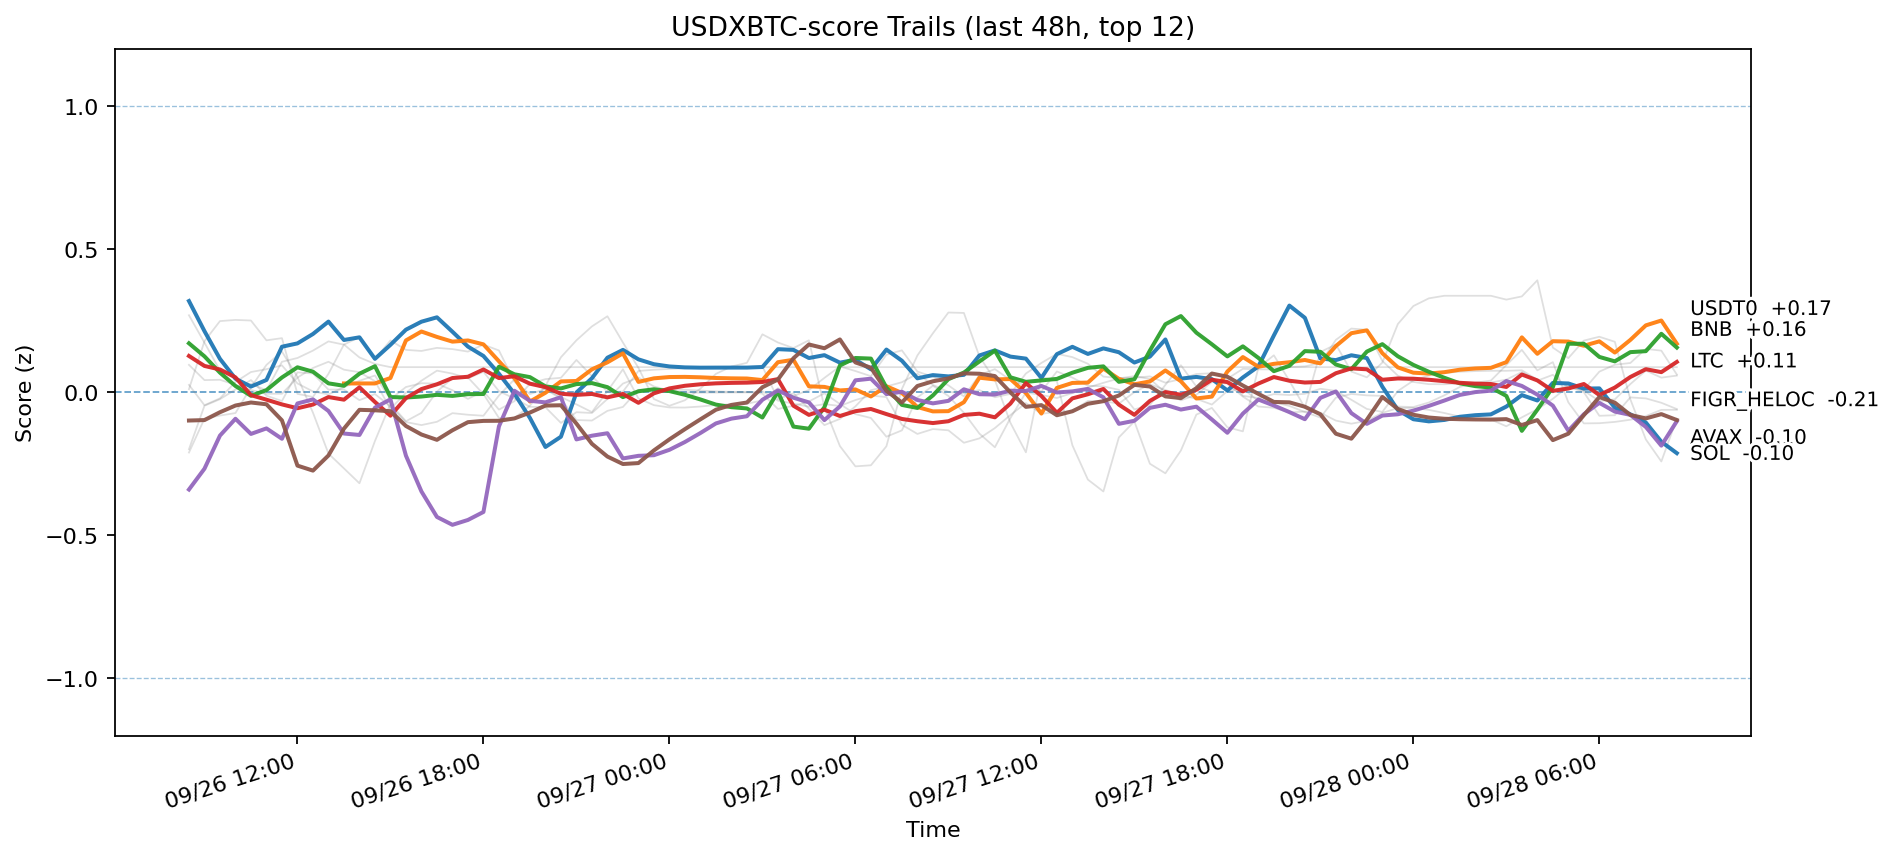 USDXBTC-score Trails (last 48h, top 12)
Score (z)
1.0
0.5
0.0
−0.5
−1.0
USDT0 +0.17
BNB +0.16
LTC +0.11
FIGR_HELOC -0.21
AVAX -0.10
SOL -0.10
09/26 12:00
09/26 18:00
09/27 00:00
09/27 06:00
09/27 12:00
09/27 18:00
09/28 00:00
09/28 06:00
Time